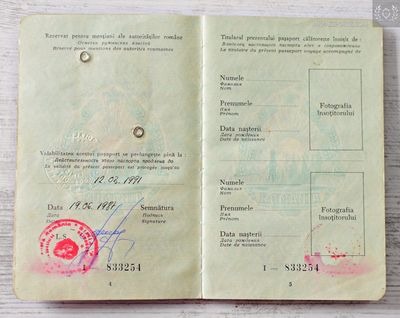 Rezervat pentru mențiuni ale autorităților române
Отметки румынских властей
Réservé pour mentions des autorités roumaines
Valabilitatea acestui pașaport se prelungește pînă la
Действительность этого паспорта продлена до
La validité du présent passeport est prorogée jusqu'au
12.02.1991
Data 19.06.1987 Semnătura
Дата Подпись
Date Signature
L.S.
I — 833254
4
Titularul prezentului pașaport călătorește însoțit de:
Владелец настоящего паспорта едет в сопровождении
Le titulaire du présent passeport voyage accompagné de
Numele
Фамилия
Nom
Prenumele
Имя
Prénom
Data nașterii
Дата рождения
Date de naissance
Fotografia
însoțitorului
Numele
Фамилия
Nom
Prenumele
Имя
Prénom
Data nașterii
Дата рождения
Date de naissance
Fotografia
însoțitorului
I — 833254
5